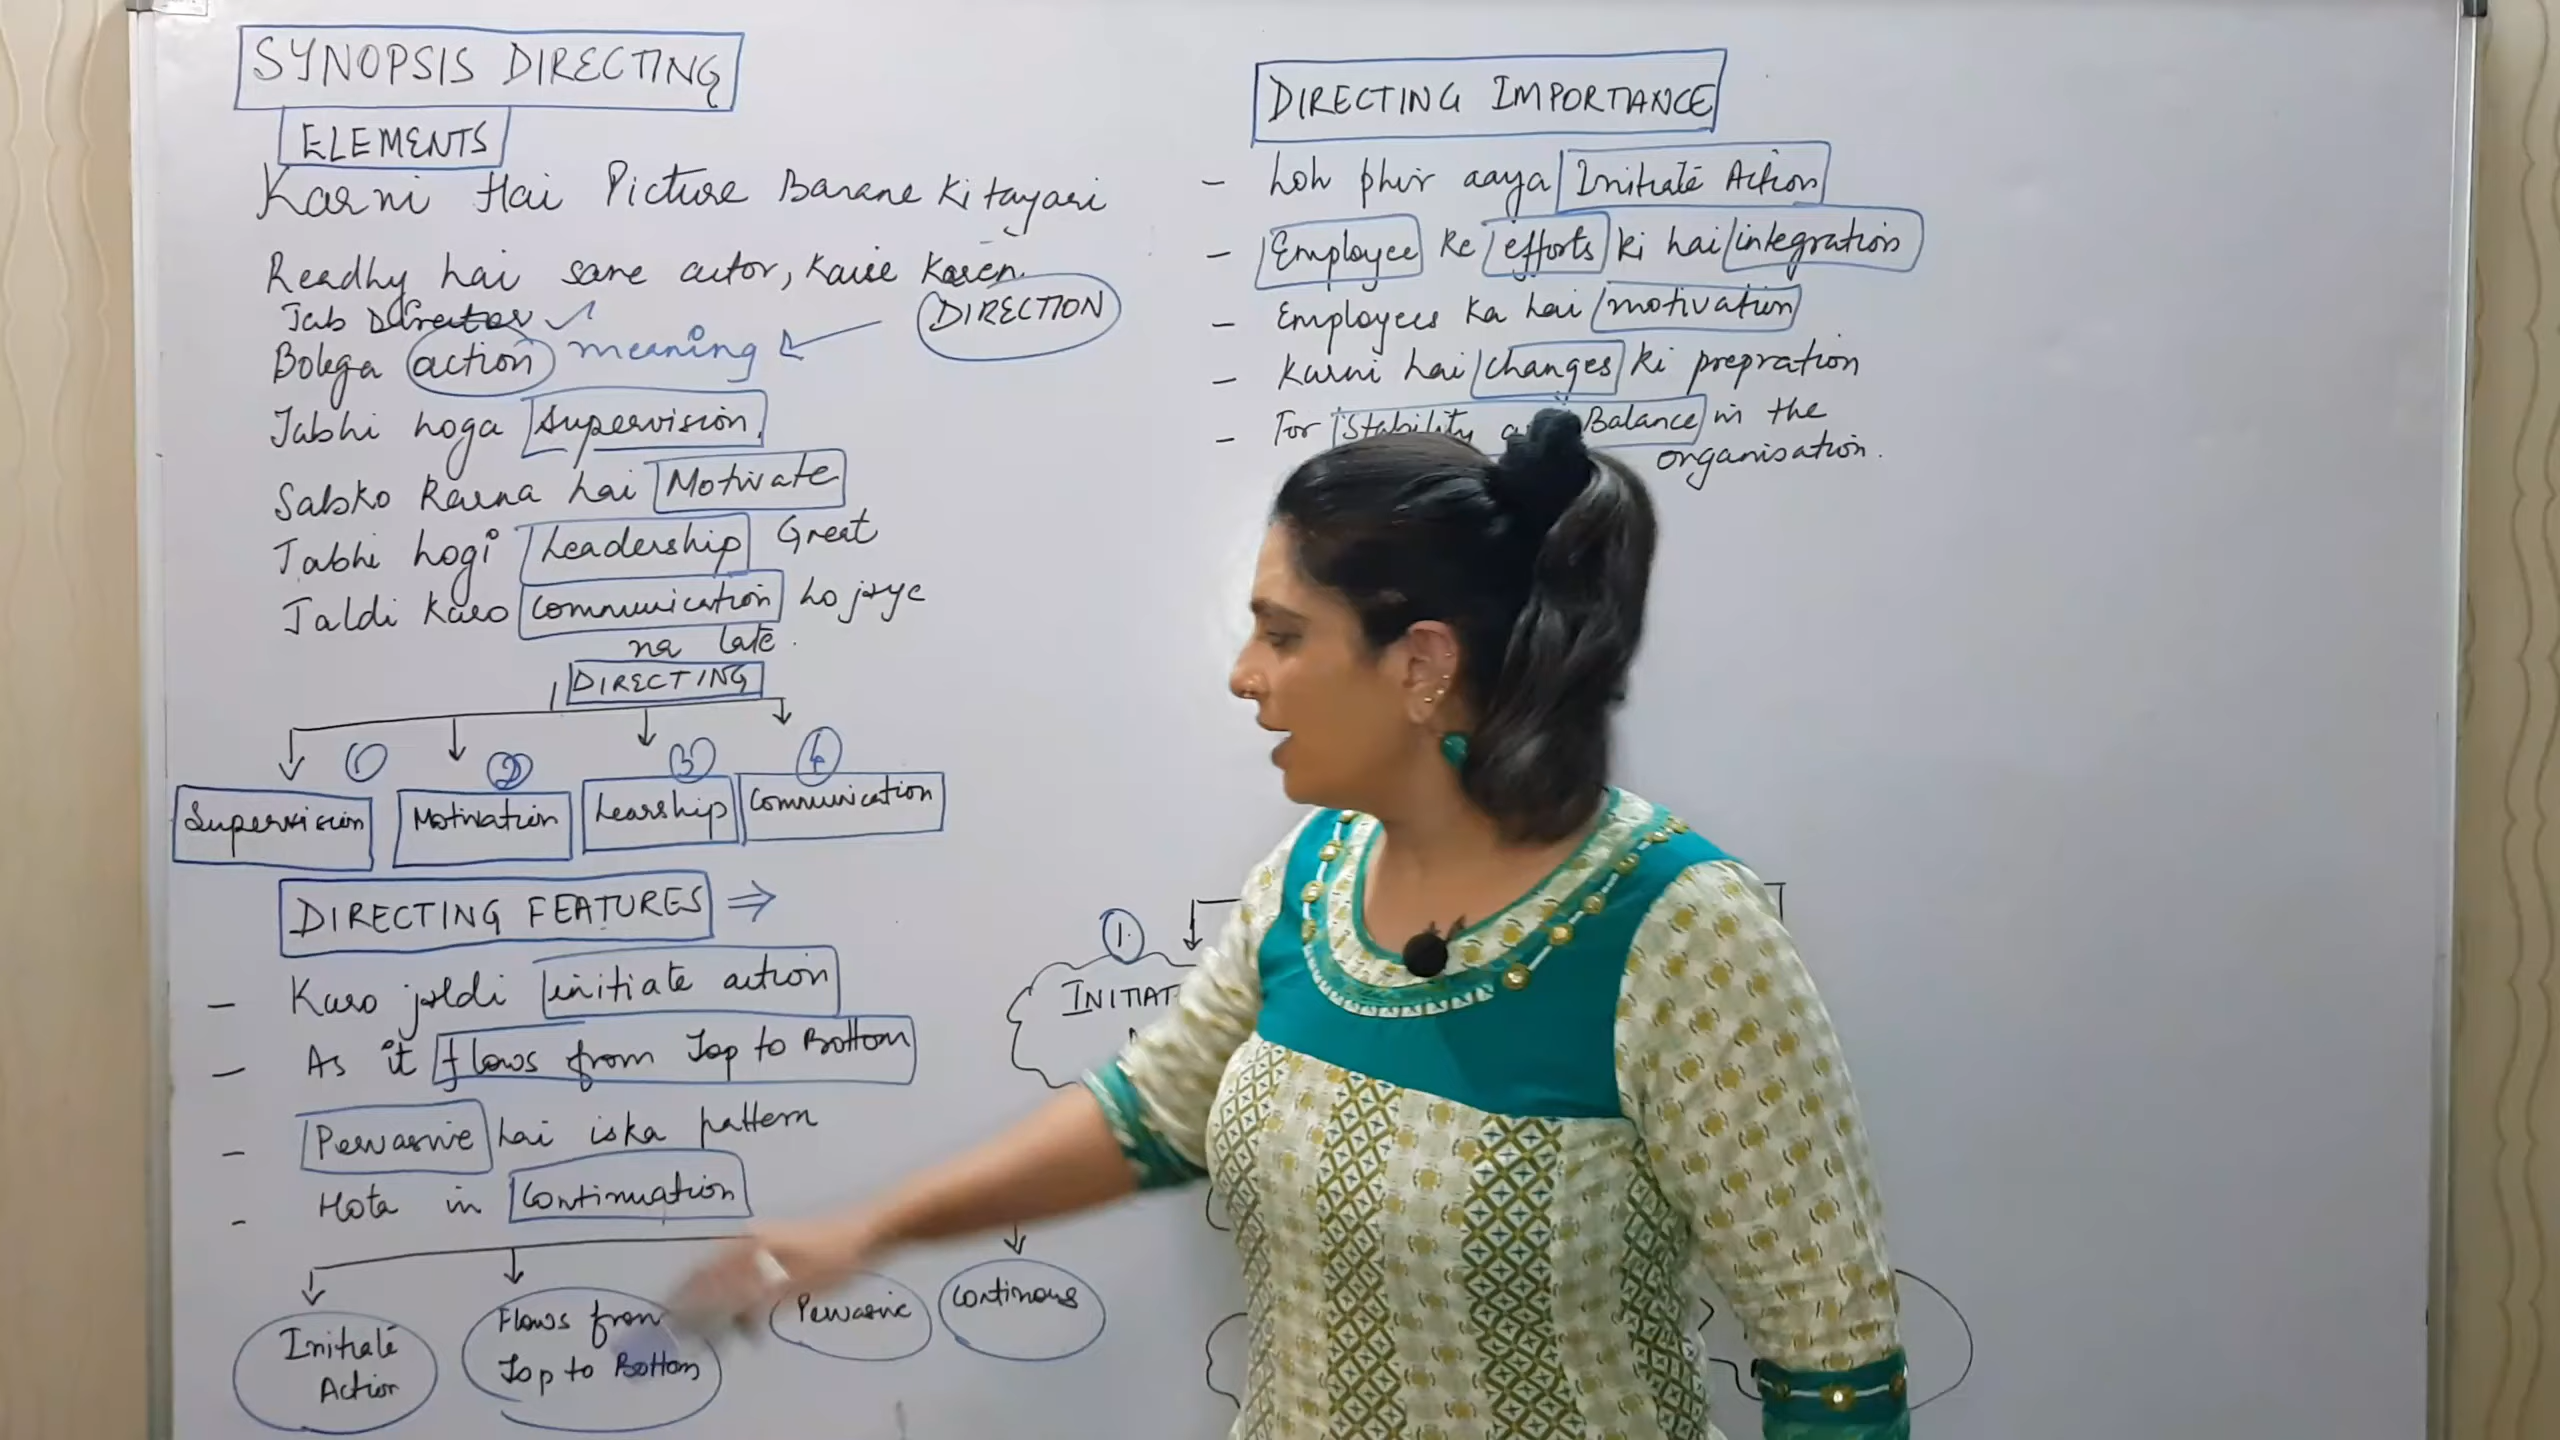 SYNOPSIS DIRECTING
ELEMENTS
Karni Hai Picture Banane Ki tayari
Readhy hai sare actor, Kaise Karen
DIRECTION
Jab Director
Bolega action meaning
Tabhi hoga Supervision.
Sabko Karna hai Motivate
Tabhi hogi Leadership Great
Jaldi Karo Communication ho jaye
na late.
DIRECTING
1 2 3 4
Supervision Motivation Learship Communication
DIRECTING FEATURES ⇒
- Karo jaldi initiate action
- As it flows from Top to Bottom
- Pervasive hai iska pattern
- Hota in Continuation
Initiate
Action
Flows from
Top to Bottom
Pervasive
Continous
DIRECTING IMPORTANCE
- Loh phir aaya Initiate Action
- Employee ke efforts ki hai integration
- Employees ka hai motivation
- Karni hai changes ki prepration
- For Stability Balance in the
organisation.
1.